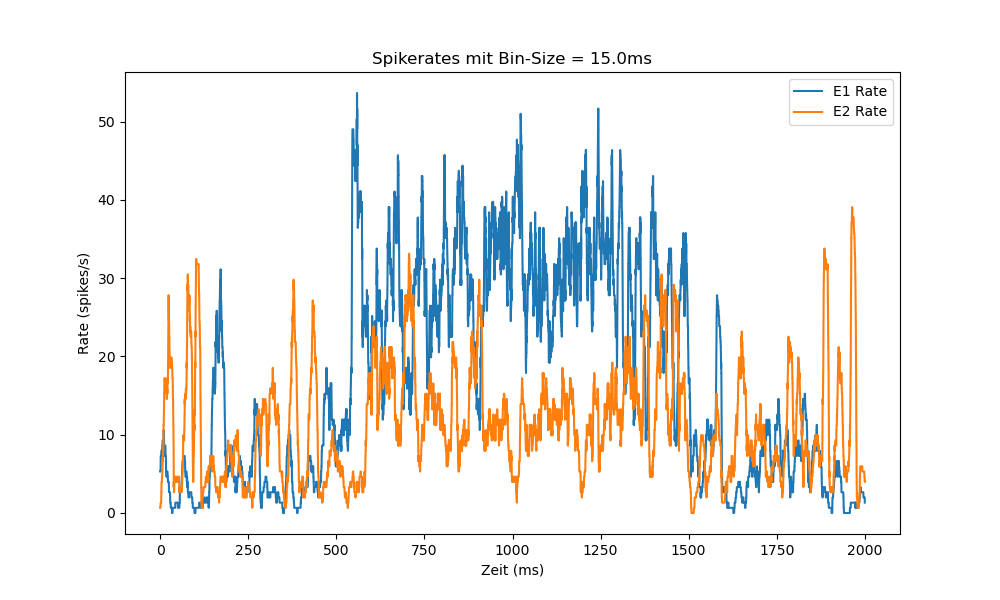 Spikerates mit Bin-Size = 15.0ms
E1 Rate
E2 Rate
Rate (spikes/s)
50
40
30
20
10
0
0 250 500 750 1000 1250 1500 1750 2000
Zeit (ms)